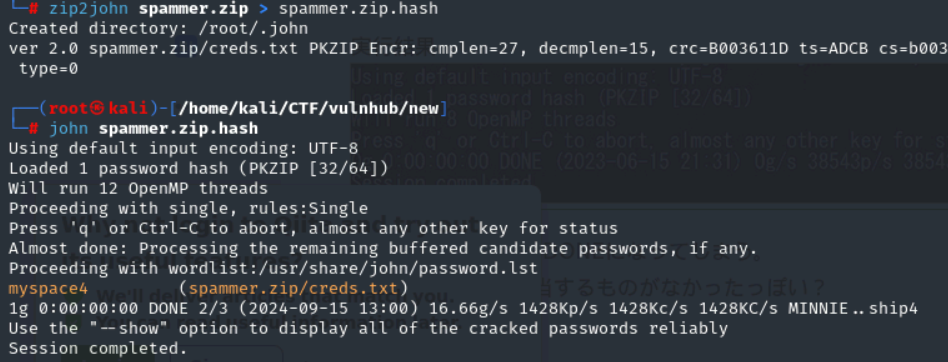 └─# zip2john spammer.zip > spammer.zip.hash
Created directory: /root/.john
ver 2.0 spammer.zip/creds.txt PKZIP Encr: cmplen=27, decmplen=15, crc=B003611D ts=ADCB cs=b003
type=0
┌──(root㉿kali)-[/home/kali/CTF/vulnhub/new]
└─# john spammer.zip.hash
Using default input encoding: UTF-8
Loaded 1 password hash (PKZIP [32/64])
Will run 12 OpenMP threads
Proceeding with single, rules:Single
Press 'q' or Ctrl-C to abort, almost any other key for status
Almost done: Processing the remaining buffered candidate passwords, if any.
Proceeding with wordlist:/usr/share/john/password.lst
myspace4 (spammer.zip/creds.txt)
1g 0:00:00:00 DONE 2/3 (2024-09-15 13:00) 16.66g/s 1428Kp/s 1428Kc/s 1428KC/s MINNIE..ship4
Use the "--show" option to display all of the cracked passwords reliably
Session completed.